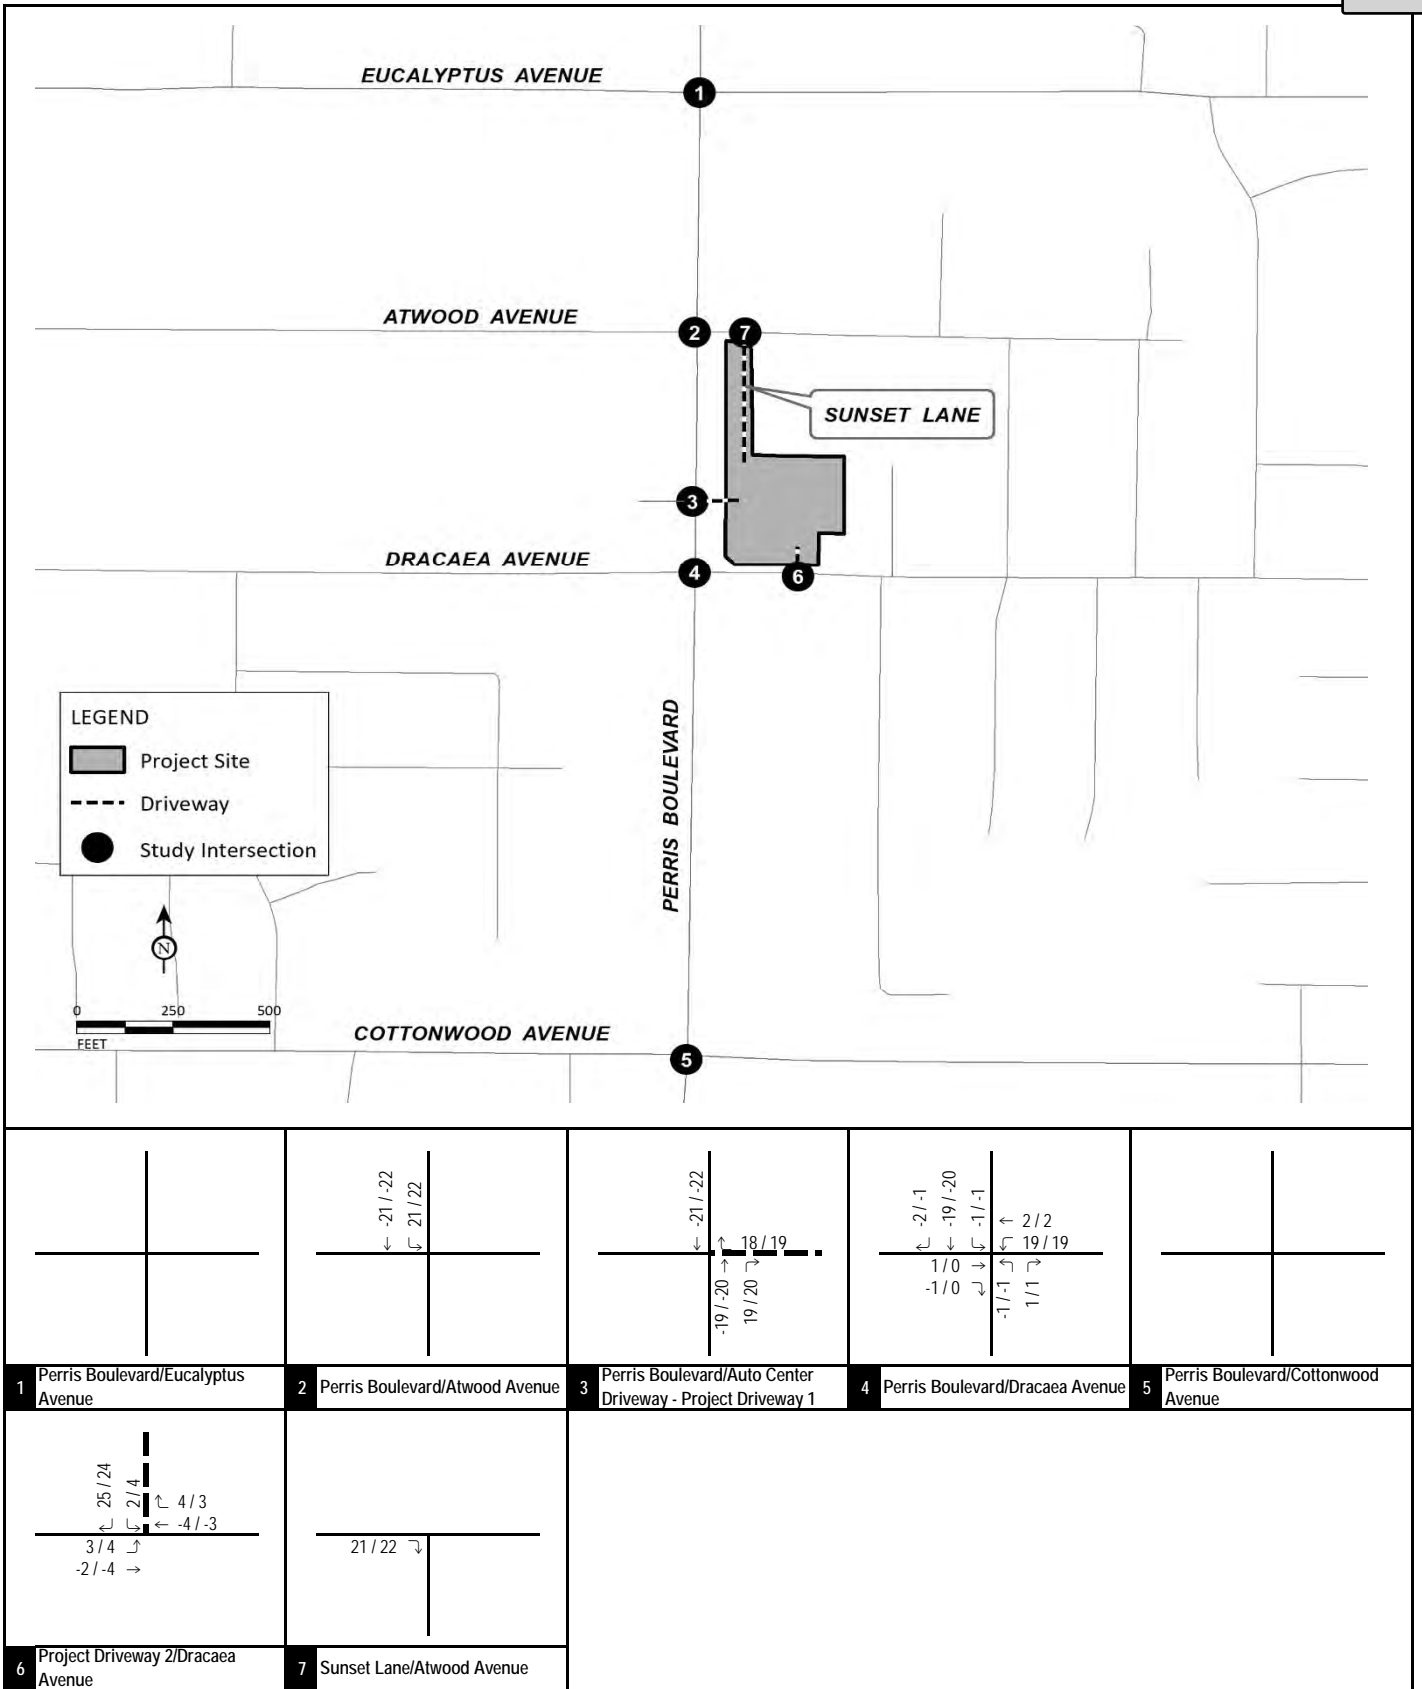 EUCALYPTUS AVENUE
1
ATWOOD AVENUE
2
7
SUNSET LANE
3
DRACAEA AVENUE
4
6
PERRIS BOULEVARD
LEGEND
Project Site
Driveway
Study Intersection
N
0 250 500
FEET
COTTONWOOD AVENUE
5
1 Perris Boulevard/Eucalyptus
Avenue
-21 / -22
21 / 22
2 Perris Boulevard/Atwood Avenue
-21 / -22
18 / 19
-19 / -20
19 / 20
3 Perris Boulevard/Auto Center
Driveway - Project Driveway 1
-2 / -1
-19 / -20
-1 / -1
2 / 2
19 / 19
1 / 0
-1 / 0
-1 / -1
1 / 1
4 Perris Boulevard/Dracaea Avenue
5 Perris Boulevard/Cottonwood
Avenue
25 / 24
2 / 4
4 / 3
-4 / -3
3 / 4
-2 / -4
6 Project Driveway 2/Dracaea
Avenue
21 / 22
7 Sunset Lane/Atwood Avenue